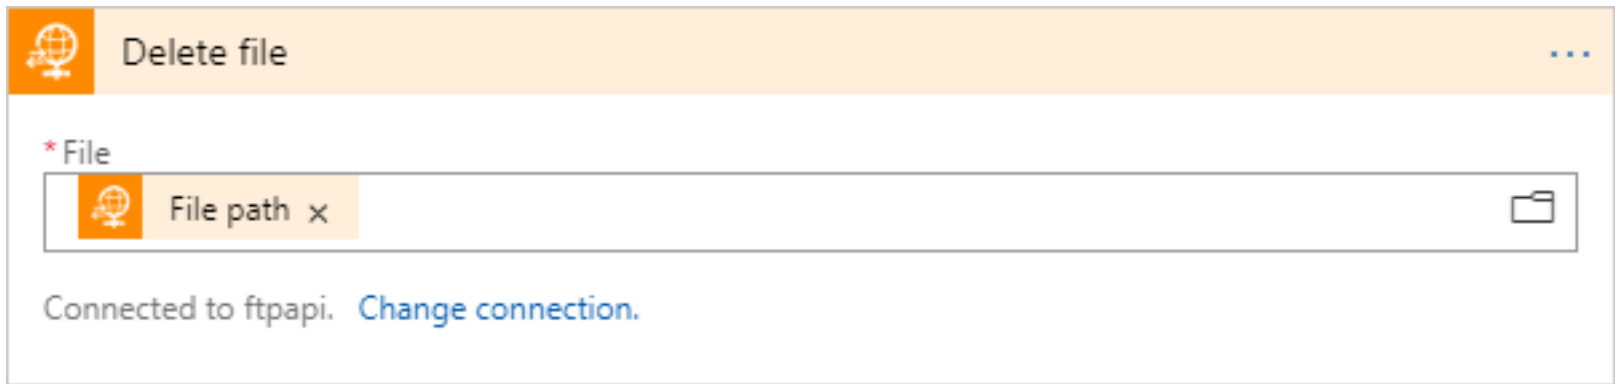 Delete file
* File
File path ×
Connected to ftpapi. Change connection.